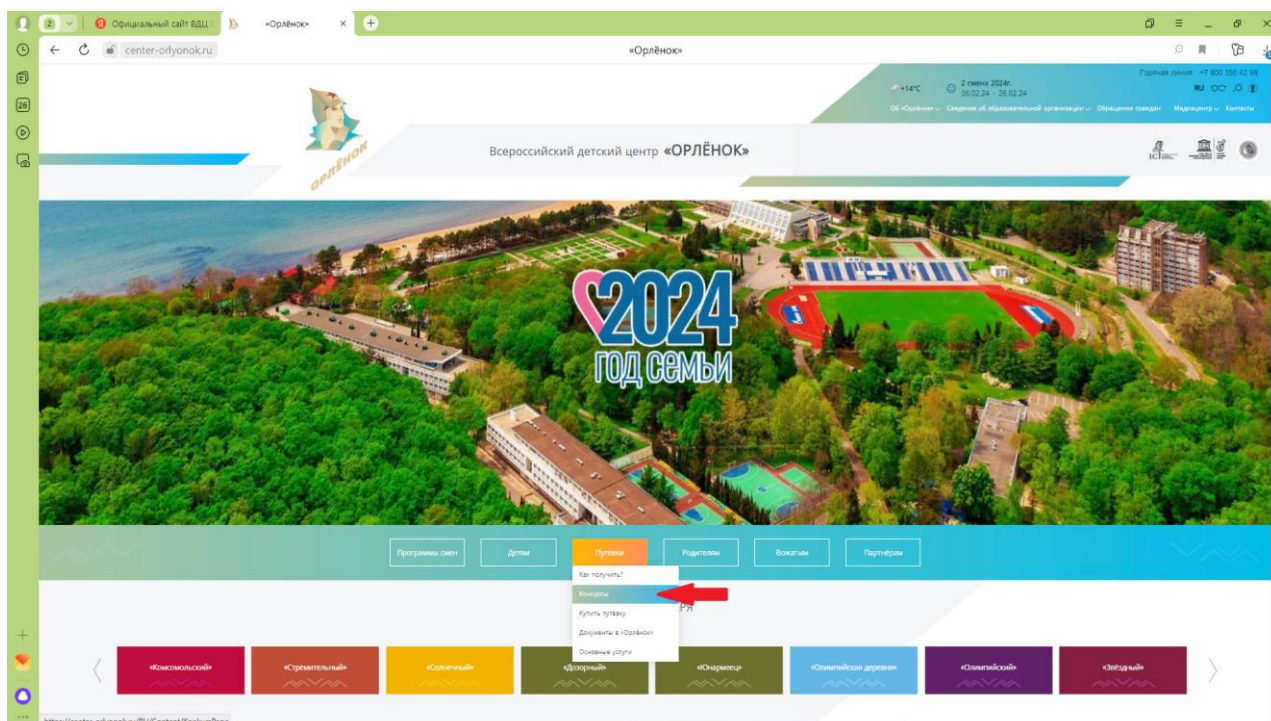 2
Официальный сайт ВДЦ
«Орлёнок»
center-orlyonok.ru
«Орлёнок»
26
Горячая линия: +7 800 350 42 98
+14°C
2 смена 2024г.
06.02.24 - 26.02.24
RU
Об «Орлёнке»
Сведения об образовательной организации
Обращения граждан
Медиацентр
Контакты
ОРЛЁНОК
Всероссийский детский центр «ОРЛЁНОК»
2024
ГОД СЕМЬИ
Программы смен
Детям
Путёвки
Родителям
Вожатым
Партнёрам
Как получить?
Конкурсы
Купить путёвку
Документы в «Орлёнок»
Основные услуги
«Комсомольский»
«Стремительный»
«Солнечный»
«Дозорный»
«Юнармеец»
«Олимпийская деревня»
«Олимпийский»
«Звёздный»